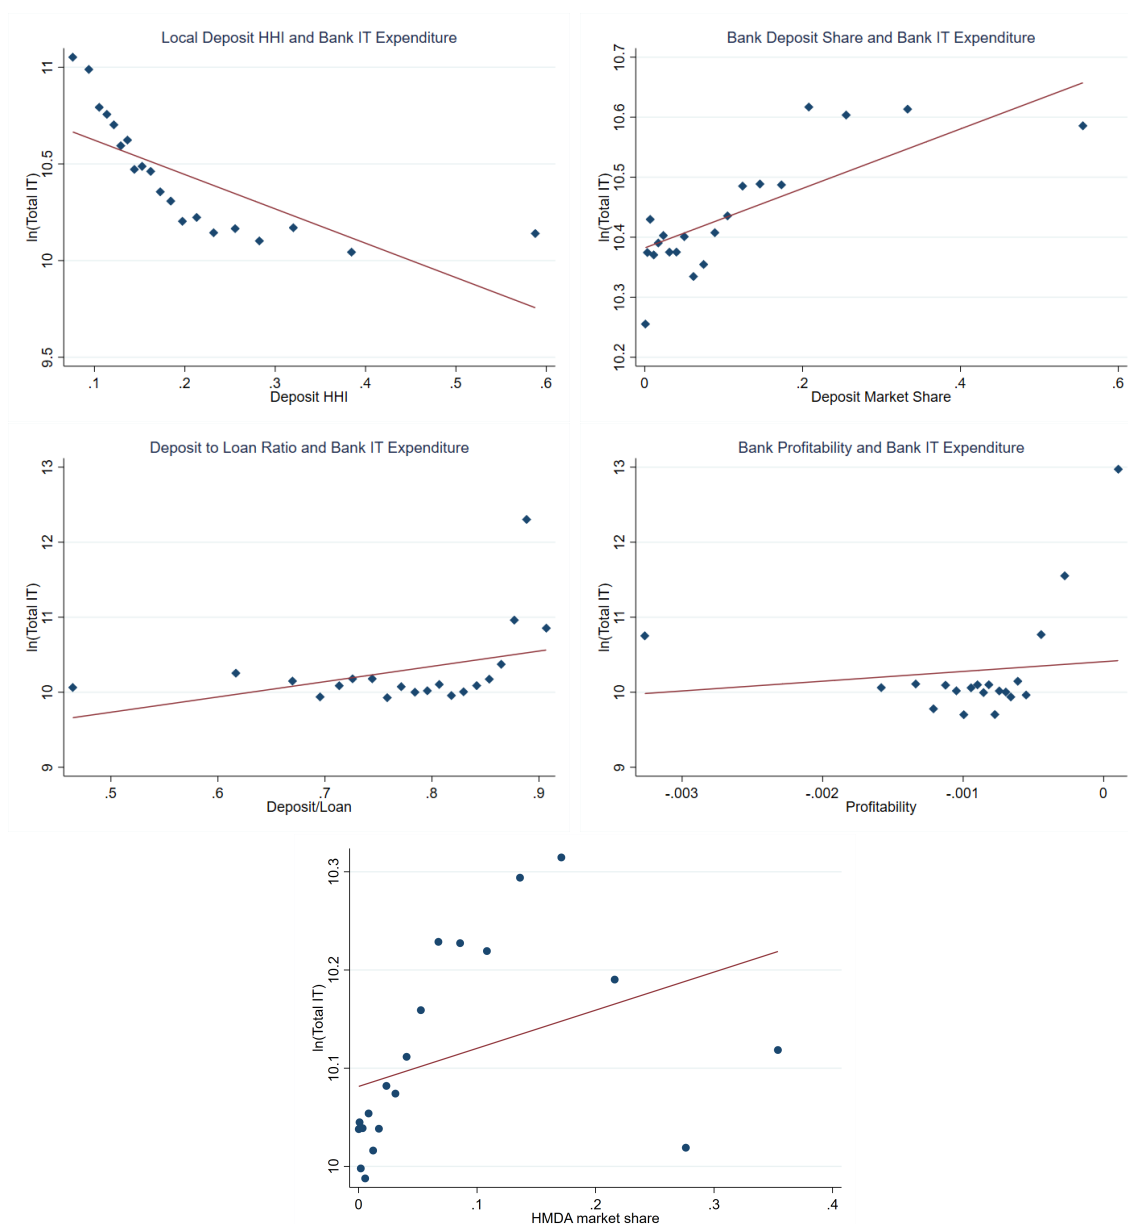 Local Deposit HHI and Bank IT Expenditure
ln(Total IT)
11
10.5
10
9.5
.1 .2 .3 .4 .5 .6
Deposit HHI
Bank Deposit Share and Bank IT Expenditure
ln(Total IT)
10.7
10.6
10.5
10.4
10.3
10.2
0 .2 .4 .6
Deposit Market Share
Deposit to Loan Ratio and Bank IT Expenditure
ln(Total IT)
13
12
11
10
9
.5 .6 .7 .8 .9
Deposit/Loan
Bank Profitability and Bank IT Expenditure
ln(Total IT)
13
12
11
10
9
-.003 -.002 -.001 0
Profitability
ln(Total IT)
10.3
10.2
10.1
10
0 .1 .2 .3 .4
HMDA market share